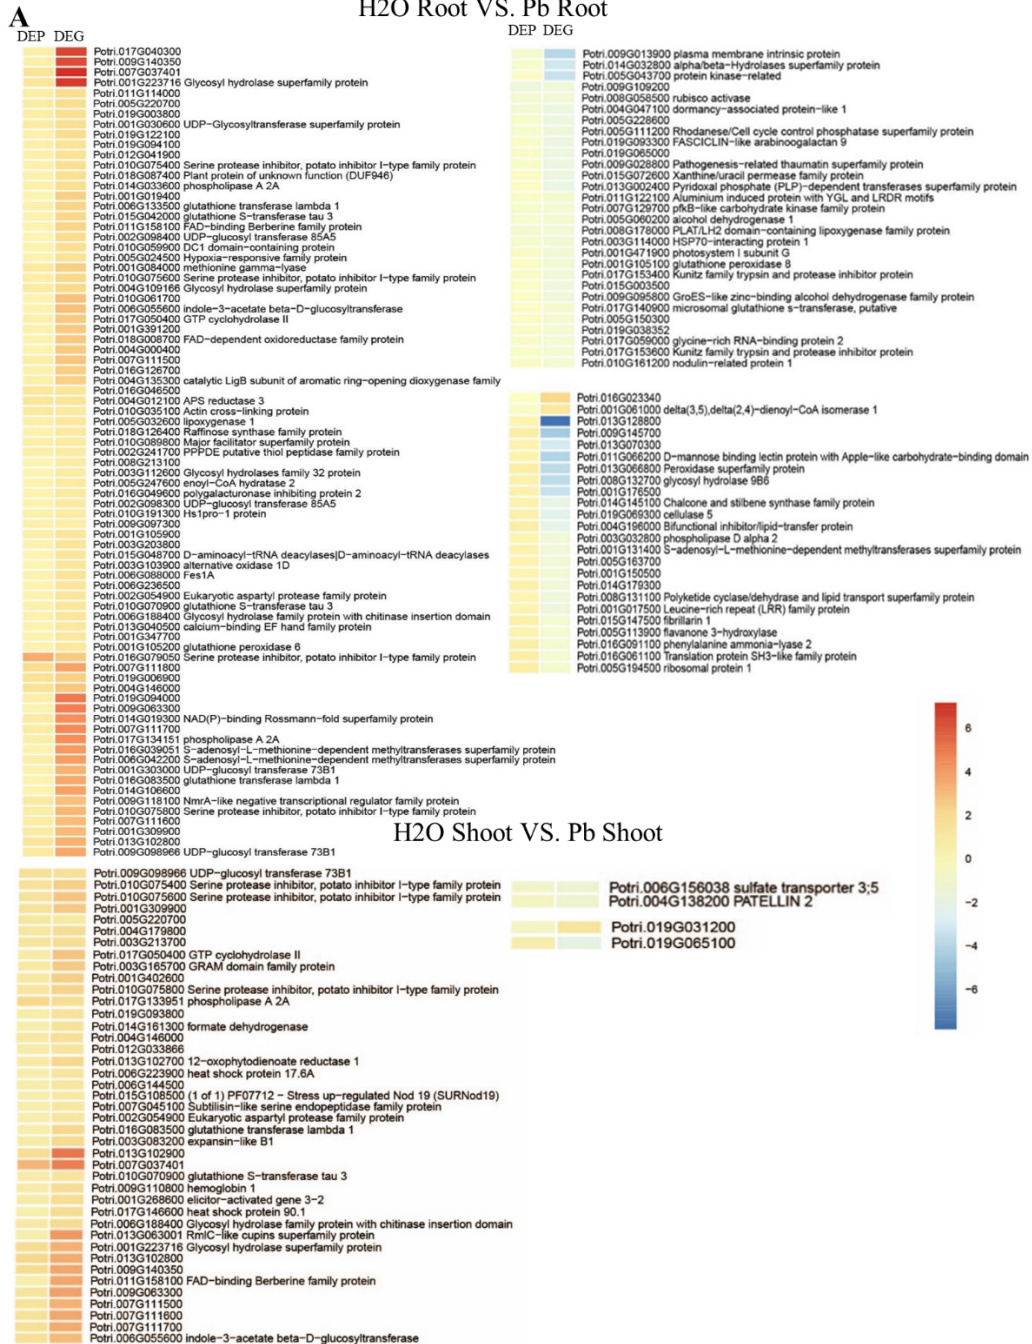 H2O Root VS. Pb Root
A
DEP DEG
Potri.017G040300
Potri.009G140350
Potri.007G037401
Potri.001G223716 Glycosyl hydrolase superfamily protein
Potri.011G114000
Potri.005G220700
Potri.019G003800
Potri.001G030600 UDP-Glycosyltransferase superfamily protein
Potri.019G122100
Potri.019G094100
Potri.012G041900
Potri.010G075400 Serine protease inhibitor, potato inhibitor I-type family protein
Potri.018G087400 Plant protein of unknown function (DUF946)
Potri.014G033600 phospholipase A 2A
Potri.001G019400
Potri.006G133500 glutathione transferase lambda 1
Potri.015G042000 glutathione S-transferase tau 3
Potri.011G158100 FAD-binding Berberine family protein
Potri.002G098400 UDP-glucosyl transferase 85A5
Potri.010G059900 DC1 domain-containing protein
Potri.005G024500 Hypoxia-responsive family protein
Potri.001G084000 methionine gamma-lyase
Potri.010G075600 Serine protease inhibitor, potato inhibitor I-type family protein
Potri.004G109166 Glycosyl hydrolase superfamily protein
Potri.010G061700
Potri.006G055600 indole-3-acetate beta-D-glucosyltransferase
Potri.017G050400 GTP cyclohydrolase II
Potri.001G391200
Potri.018G008700 FAD-dependent oxidoreductase family protein
Potri.004G000400
Potri.007G111500
Potri.016G126700
Potri.004G135300 catalytic LigB subunit of aromatic ring-opening dioxygenase family
Potri.016G046500
Potri.004G012100 APS reductase 3
Potri.010G035100 Actin cross-linking protein
Potri.005G032600 lipoxygenase 1
Potri.018G126400 Raffinose synthase family protein
Potri.010G089800 Major facilitator superfamily protein
Potri.002G241700 PPPDE putative thiol peptidase family protein
Potri.008G213100
Potri.003G112600 Glycosyl hydrolases family 32 protein
Potri.005G247600 enoyl-CoA hydratase 2
Potri.016G049600 polygalacturonase inhibiting protein 2
Potri.002G098300 UDP-glucosyl transferase 85A5
Potri.010G191300 Hs1pro-1 protein
Potri.009G097300
Potri.001G105900
Potri.003G203800
Potri.015G048700 D-aminoacyl-tRNA deacylases|D-aminoacyl-tRNA deacylases
Potri.003G103900 alternative oxidase 1D
Potri.006G088000 Fes1A
Potri.006G236500
Potri.002G054900 Eukaryotic aspartyl protease family protein
Potri.010G070900 glutathione S-transferase tau 3
Potri.006G188400 Glycosyl hydrolase family protein with chitinase insertion domain
Potri.013G040500 calcium-binding EF hand family protein
Potri.001G347700
Potri.001G105200 glutathione peroxidase 6
Potri.016G079050 Serine protease inhibitor, potato inhibitor I-type family protein
Potri.007G111800
Potri.019G006900
Potri.004G146000
Potri.019G094000
Potri.009G063300
Potri.014G019300 NAD(P)-binding Rossmann-fold superfamily protein
Potri.007G111700
Potri.017G134151 phospholipase A 2A
Potri.016G039051 S-adenosyl-L-methionine-dependent methyltransferases superfamily protein
Potri.006G042200 S-adenosyl-L-methionine-dependent methyltransferases superfamily protein
Potri.001G303000 UDP-glucosyl transferase 73B1
Potri.016G083500 glutathione transferase lambda 1
Potri.014G106600
Potri.009G118100 NmrA-like negative transcriptional regulator family protein
Potri.010G075800 Serine protease inhibitor, potato inhibitor I-type family protein
Potri.007G111600
Potri.001G309900
Potri.013G102800
Potri.009G098966 UDP-glucosyl transferase 73B1
DEP DEG
Potri.009G013900 plasma membrane intrinsic protein
Potri.014G032800 alpha/beta-Hydrolases superfamily protein
Potri.005G043700 protein kinase-related
Potri.009G109200
Potri.008G058500 rubisco activase
Potri.004G047100 dormancy-associated protein-like 1
Potri.005G228600
Potri.005G111200 Rhodanese/Cell cycle control phosphatase superfamily protein
Potri.019G093300 FASCICLIN-like arabinoogalactan 9
Potri.019G065000
Potri.009G028800 Pathogenesis-related thaumatin superfamily protein
Potri.015G072600 Xanthine/uracil permease family protein
Potri.013G002400 Pyridoxal phosphate (PLP)-dependent transferases superfamily protein
Potri.011G122100 Aluminium induced protein with YGL and LRDR motifs
Potri.007G129700 pfkB-like carbohydrate kinase family protein
Potri.005G060200 alcohol dehydrogenase 1
Potri.008G178000 PLAT/LH2 domain-containing lipoxygenase family protein
Potri.003G114000 HSP70-interacting protein 1
Potri.001G471900 photosystem I subunit G
Potri.001G105100 glutathione peroxidase 8
Potri.017G153400 Kunitz family trypsin and protease inhibitor protein
Potri.015G003500
Potri.009G095800 GroES-like zinc-binding alcohol dehydrogenase family protein
Potri.017G140900 microsomal glutathione s-transferase, putative
Potri.005G150300
Potri.019G038352
Potri.017G059000 glycine-rich RNA-binding protein 2
Potri.017G153600 Kunitz family trypsin and protease inhibitor protein
Potri.010G161200 nodulin-related protein 1
Potri.016G023340
Potri.001G061000 delta(3,5),delta(2,4)-dienoyl-CoA isomerase 1
Potri.013G128800
Potri.009G145700
Potri.013G070300
Potri.011G066200 D-mannose binding lectin protein with Apple-like carbohydrate-binding domain
Potri.013G066800 Peroxidase superfamily protein
Potri.008G132700 glycosyl hydrolase 9B6
Potri.001G176500
Potri.014G145100 Chalcone and stilbene synthase family protein
Potri.019G069300 cellulase 5
Potri.004G196000 Bifunctional inhibitor/lipid-transfer protein
Potri.003G032800 phospholipase D alpha 2
Potri.001G131400 S-adenosyl-L-methionine-dependent methyltransferases superfamily protein
Potri.005G163700
Potri.001G150500
Potri.014G179300
Potri.008G131100 Polyketide cyclase/dehydrase and lipid transport superfamily protein
Potri.001G017500 Leucine-rich repeat (LRR) family protein
Potri.015G147500 fibrillarin 1
Potri.005G113900 flavanone 3-hydroxylase
Potri.016G091100 phenylalanine ammonia-lyase 2
Potri.016G061100 Translation protein SH3-like family protein
Potri.005G194500 ribosomal protein 1
6
4
2
0
-2
-4
-6
H2O Shoot VS. Pb Shoot
Potri.009G098966 UDP-glucosyl transferase 73B1
Potri.010G075400 Serine protease inhibitor, potato inhibitor I-type family protein
Potri.010G075600 Serine protease inhibitor, potato inhibitor I-type family protein
Potri.001G309900
Potri.005G220700
Potri.004G179800
Potri.003G213700
Potri.017G050400 GTP cyclohydrolase II
Potri.003G165700 GRAM domain family protein
Potri.001G402600
Potri.010G075800 Serine protease inhibitor, potato inhibitor I-type family protein
Potri.017G133951 phospholipase A 2A
Potri.019G093800
Potri.014G161300 formate dehydrogenase
Potri.004G146000
Potri.012G033866
Potri.013G102700 12-oxophytodienoate reductase 1
Potri.006G223900 heat shock protein 17.6A
Potri.006G144500
Potri.015G108500 (1 of 1) PF07712 - Stress up-regulated Nod 19 (SURNod19)
Potri.007G045100 Subtilisin-like serine endopeptidase family protein
Potri.002G054900 Eukaryotic aspartyl protease family protein
Potri.016G083500 glutathione transferase lambda 1
Potri.003G083200 expansin-like B1
Potri.013G102900
Potri.007G037401
Potri.010G070900 glutathione S-transferase tau 3
Potri.009G110800 hemoglobin 1
Potri.001G268600 elicitor-activated gene 3-2
Potri.017G146600 heat shock protein 90.1
Potri.006G188400 Glycosyl hydrolase family protein with chitinase insertion domain
Potri.013G063001 RmlC-like cupins superfamily protein
Potri.001G223716 Glycosyl hydrolase superfamily protein
Potri.013G102800
Potri.009G140350
Potri.011G158100 FAD-binding Berberine family protein
Potri.009G063300
Potri.007G111500
Potri.007G111600
Potri.007G111700
Potri.006G055600 indole-3-acetate beta-D-glucosyltransferase
Potri.006G156038 sulfate transporter 3;5
Potri.004G138200 PATELLIN 2
Potri.019G031200
Potri.019G065100